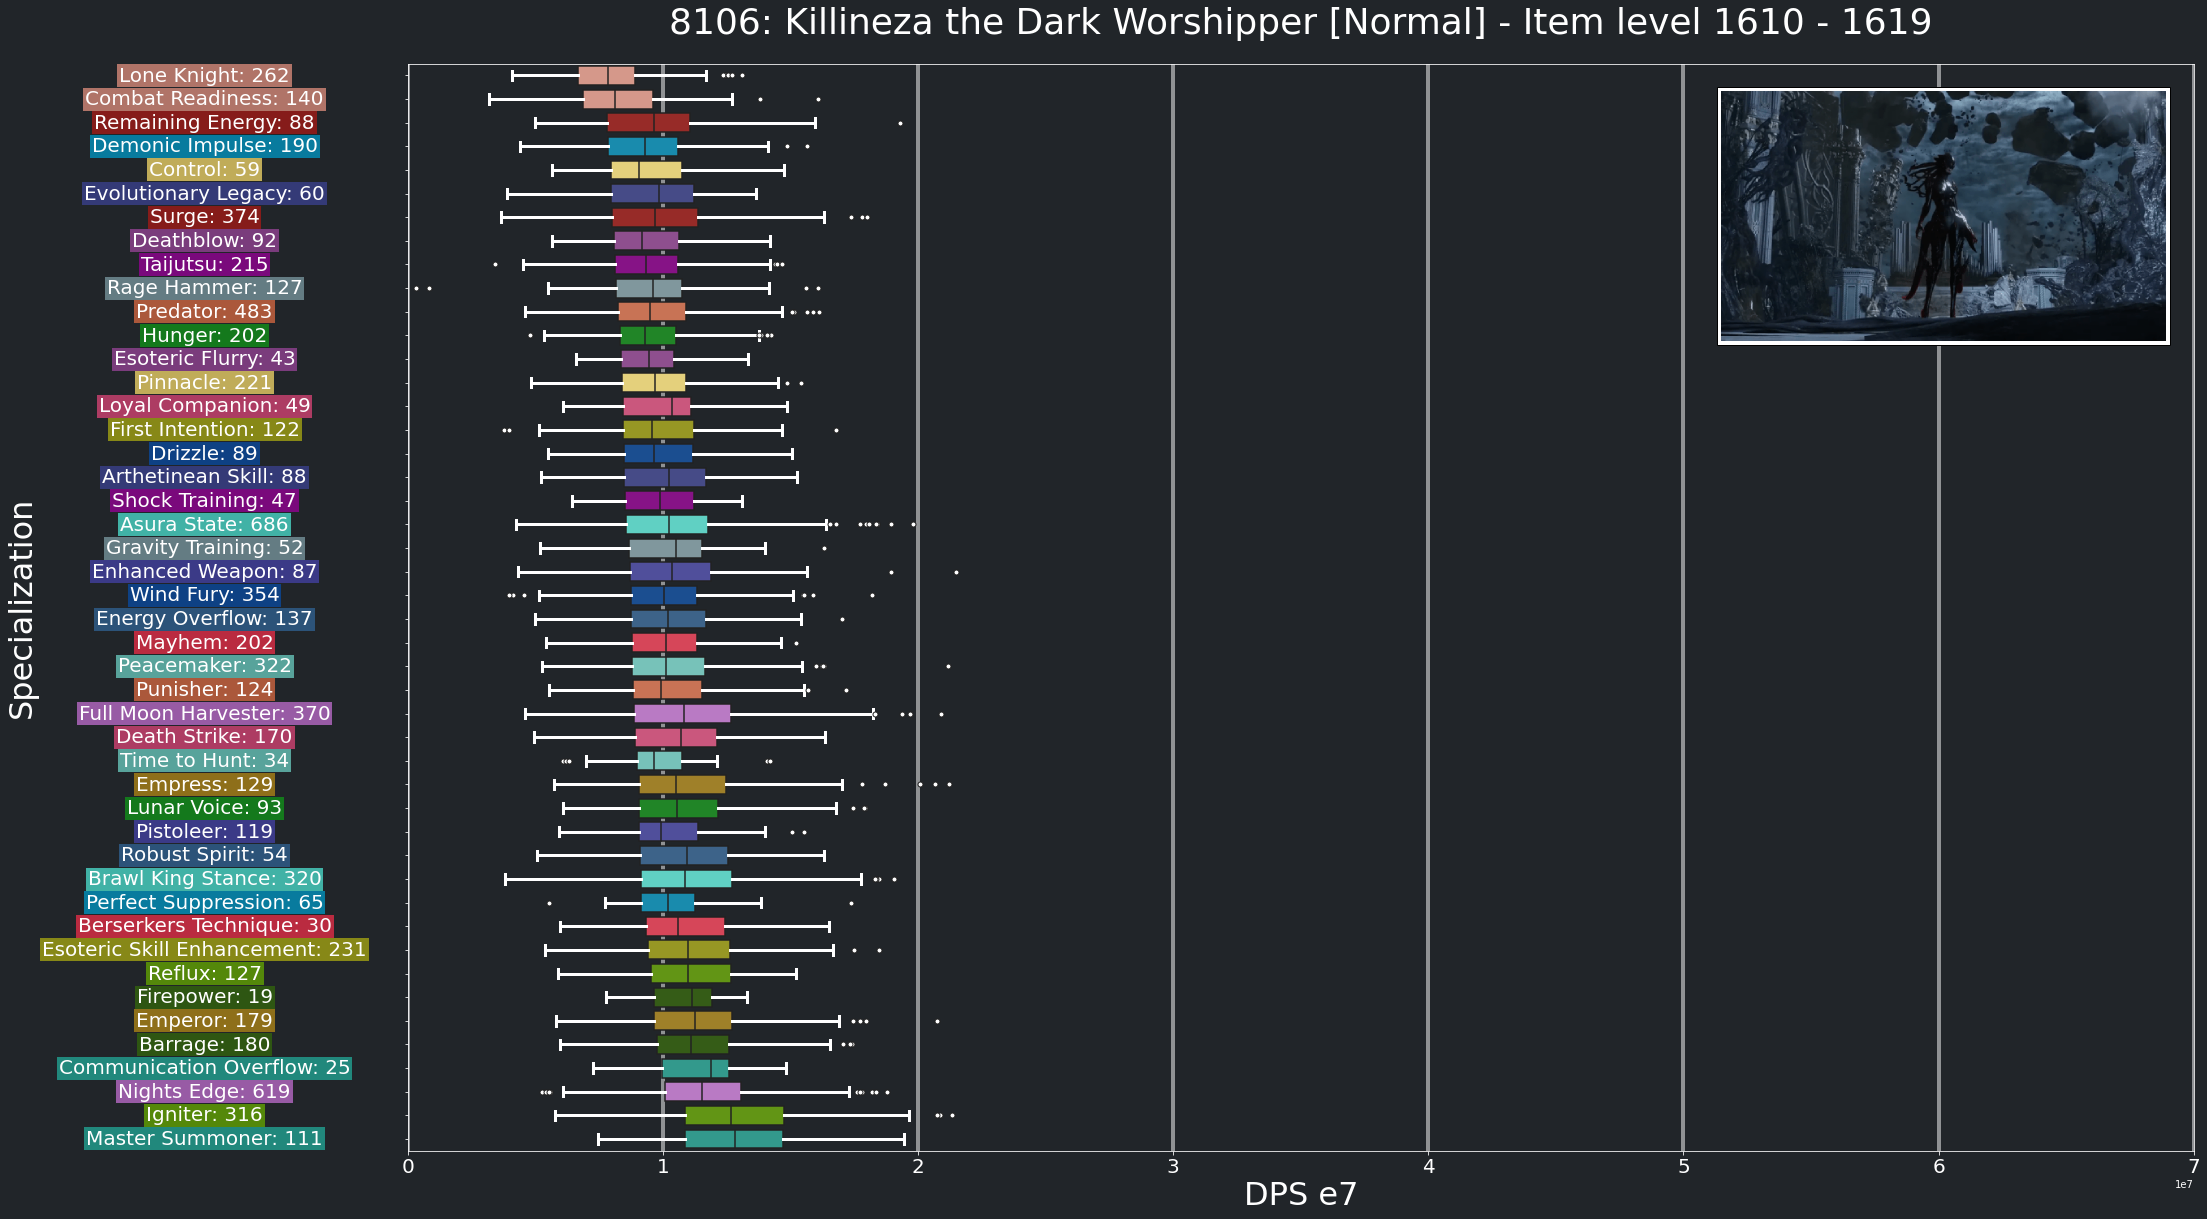 8106: Killineza the Dark Worshipper [Normal] - Item level 1610 - 1619
Specialization
Lone Knight: 262
Combat Readiness: 140
Remaining Energy: 88
Demonic Impulse: 190
Control: 59
Evolutionary Legacy: 60
Surge: 374
Deathblow: 92
Taijutsu: 215
Rage Hammer: 127
Predator: 483
Hunger: 202
Esoteric Flurry: 43
Pinnacle: 221
Loyal Companion: 49
First Intention: 122
Drizzle: 89
Arthetinean Skill: 88
Shock Training: 47
Asura State: 686
Gravity Training: 52
Enhanced Weapon: 87
Wind Fury: 354
Energy Overflow: 137
Mayhem: 202
Peacemaker: 322
Punisher: 124
Full Moon Harvester: 370
Death Strike: 170
Time to Hunt: 34
Empress: 129
Lunar Voice: 93
Pistoleer: 119
Robust Spirit: 54
Brawl King Stance: 320
Perfect Suppression: 65
Berserkers Technique: 30
Esoteric Skill Enhancement: 231
Reflux: 127
Firepower: 19
Emperor: 179
Barrage: 180
Communication Overflow: 25
Nights Edge: 619
Igniter: 316
Master Summoner: 111
0 1 2 3 4 5 6 7
1e7
DPS e7